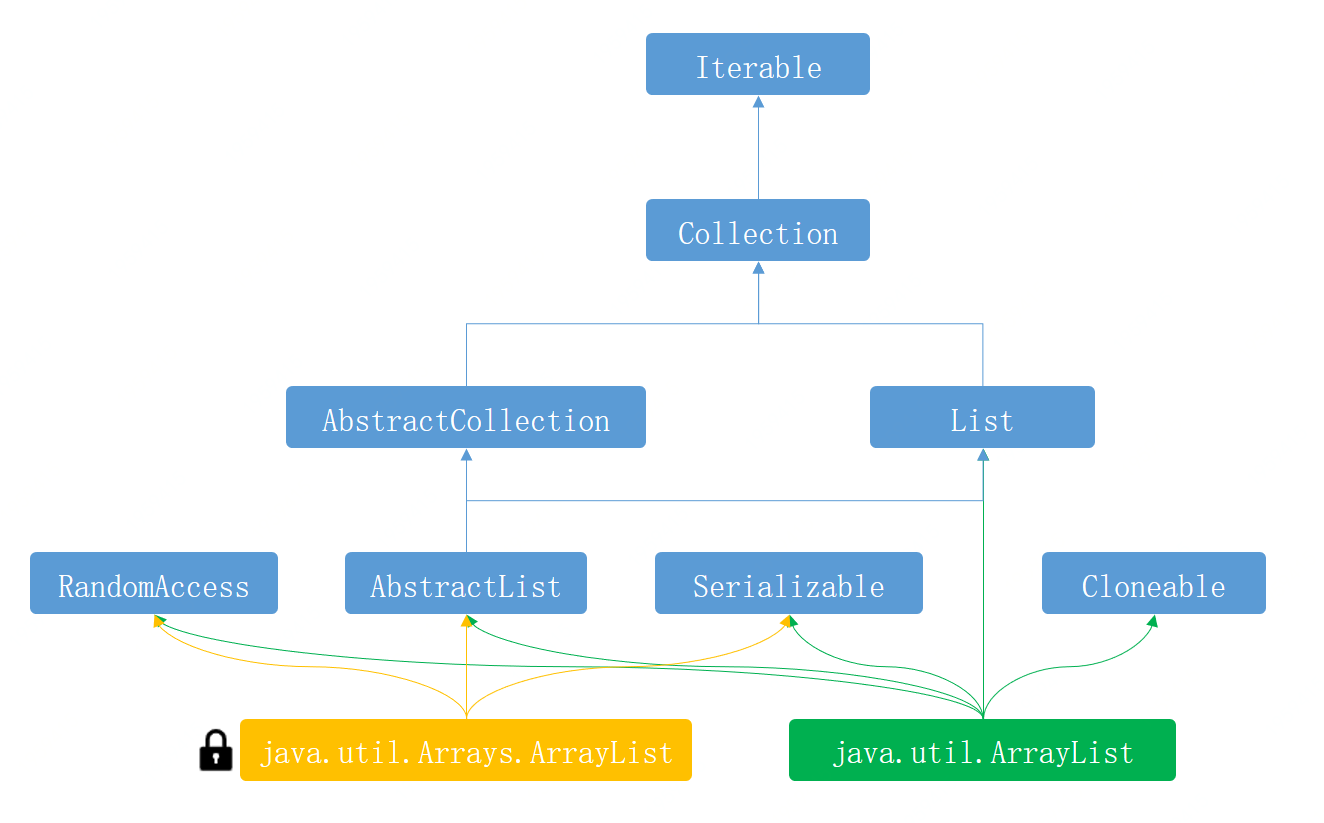 Iterable
Collection
AbstractCollection
List
RandomAccess
AbstractList
Serializable
Cloneable
java.util.Arrays.ArrayList
java.util.ArrayList